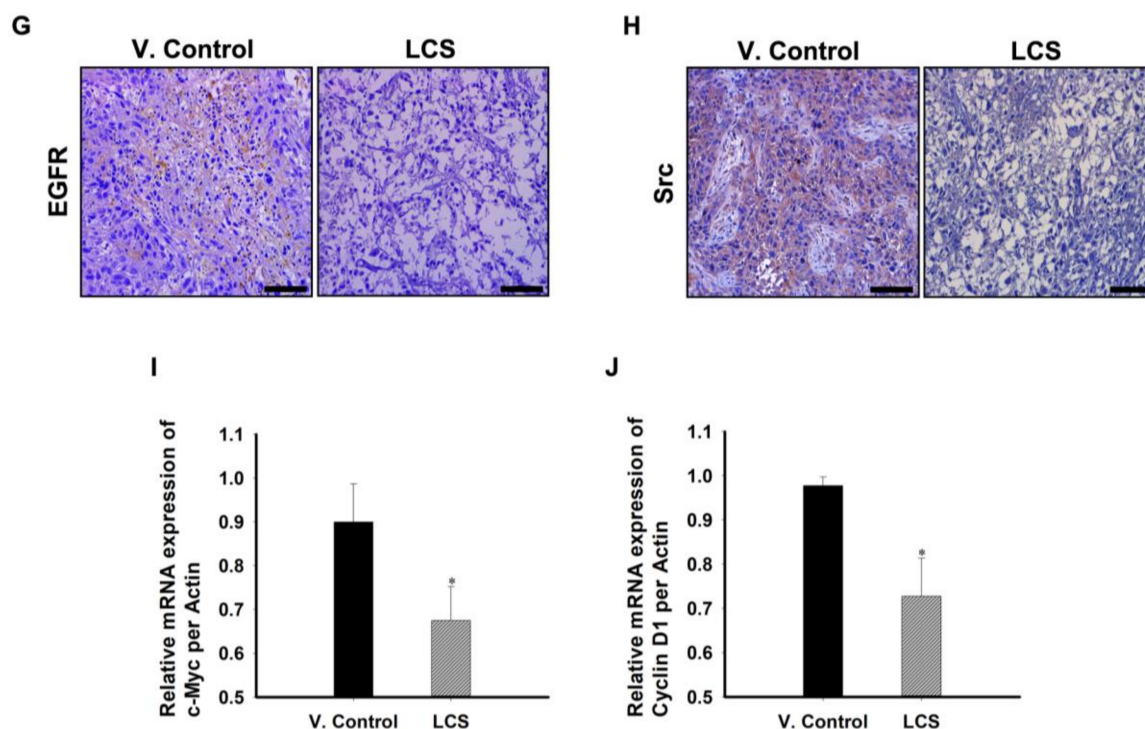 G
V. Control LCS
EGFR
H
V. Control LCS
Src
I
Relative mRNA expression of
c-Myc per Actin
1.1
1.0
0.9
0.8
0.7
0.6
0.5
*
V. Control LCS
J
Relative mRNA expression of
Cyclin D1 per Actin
1.1
1.0
0.9
0.8
0.7
0.6
0.5
*
V. Control LCS